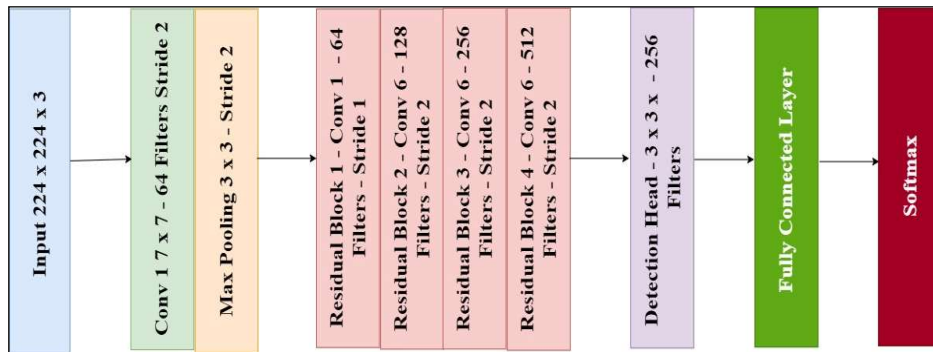 Input 224 x 224 x 3
Conv 1 7 x 7 - 64 Filters Stride 2
Max Pooling 3 x 3 - Stride 2
Residual Block 1 - Conv 1 - 64
Filters - Stride 1
Residual Block 2 - Conv 6 - 128
Filters - Stride 2
Residual Block 3 - Conv 6 - 256
Filters - Stride 2
Residual Block 4 - Conv 6 - 512
Filters - Stride 2
Detection Head - 3 x 3 x - 256
Filters
Fully Connected Layer
Softmax